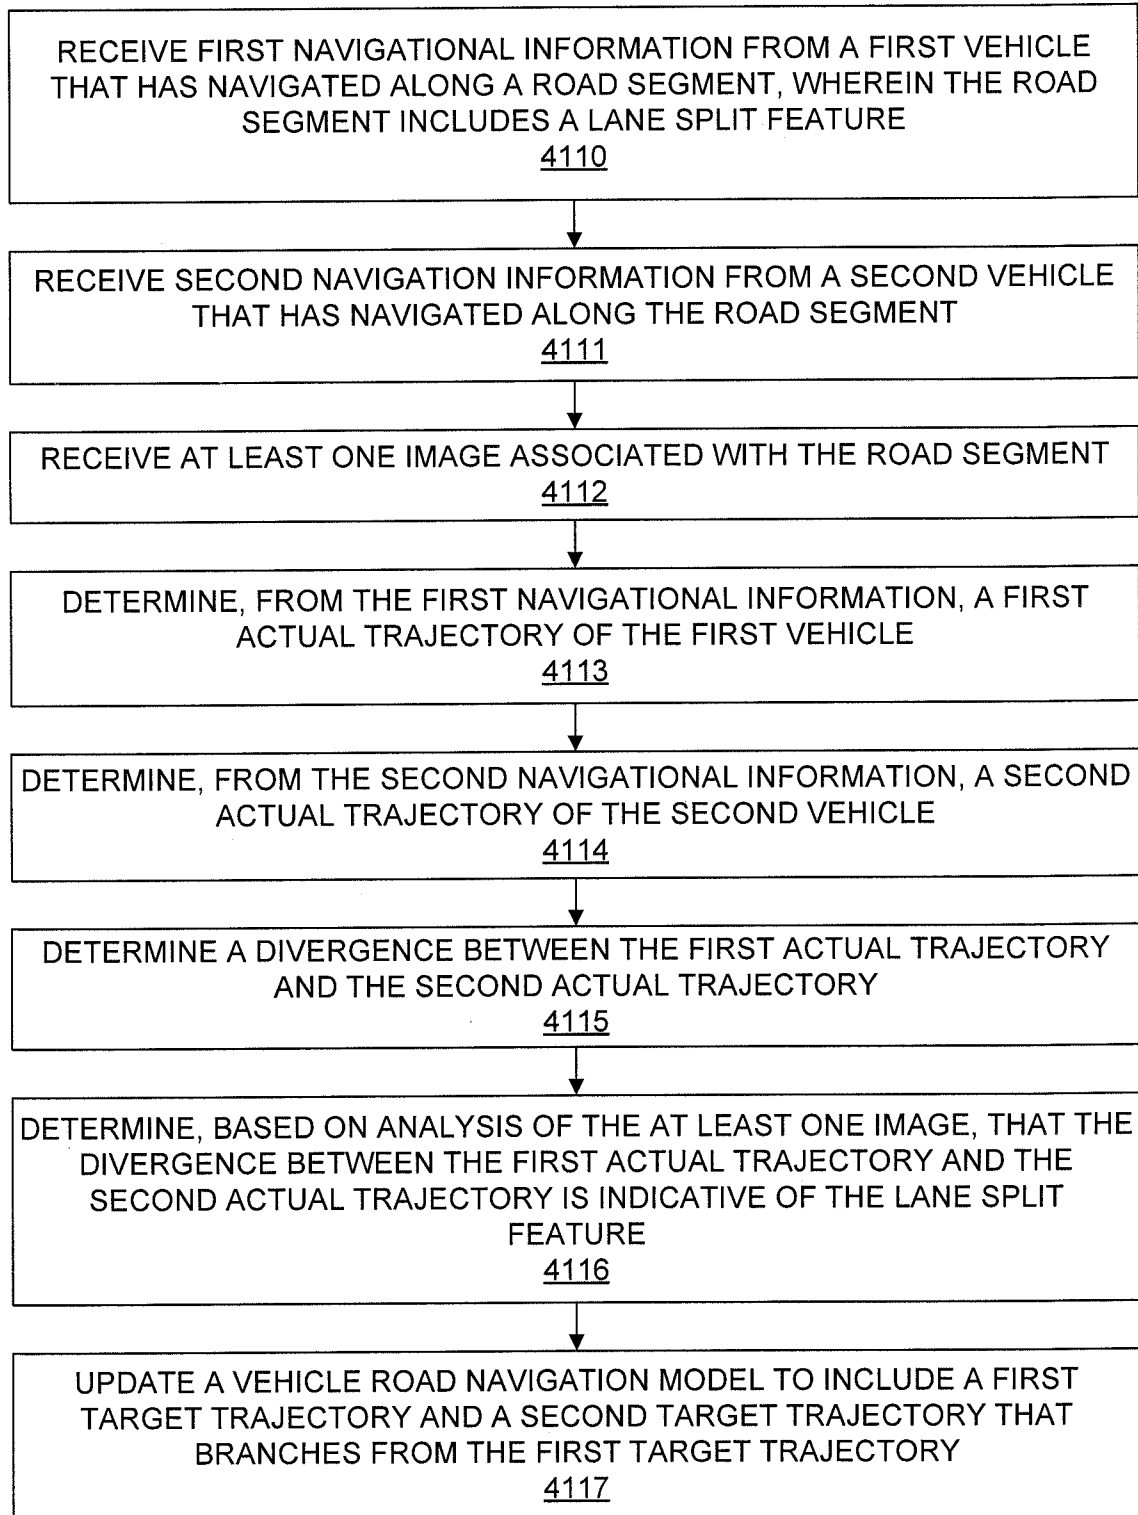 RECEIVE FIRST NAVIGATIONAL INFORMATION FROM A FIRST VEHICLE
THAT HAS NAVIGATED ALONG A ROAD SEGMENT, WHEREIN THE ROAD
SEGMENT INCLUDES A LANE SPLIT FEATURE
4110
RECEIVE SECOND NAVIGATION INFORMATION FROM A SECOND VEHICLE
THAT HAS NAVIGATED ALONG THE ROAD SEGMENT
4111
RECEIVE AT LEAST ONE IMAGE ASSOCIATED WITH THE ROAD SEGMENT
4112
DETERMINE, FROM THE FIRST NAVIGATIONAL INFORMATION, A FIRST
ACTUAL TRAJECTORY OF THE FIRST VEHICLE
4113
DETERMINE, FROM THE SECOND NAVIGATIONAL INFORMATION, A SECOND
ACTUAL TRAJECTORY OF THE SECOND VEHICLE
4114
DETERMINE A DIVERGENCE BETWEEN THE FIRST ACTUAL TRAJECTORY
AND THE SECOND ACTUAL TRAJECTORY
4115
DETERMINE, BASED ON ANALYSIS OF THE AT LEAST ONE IMAGE, THAT THE
DIVERGENCE BETWEEN THE FIRST ACTUAL TRAJECTORY AND THE
SECOND ACTUAL TRAJECTORY IS INDICATIVE OF THE LANE SPLIT
FEATURE
4116
UPDATE A VEHICLE ROAD NAVIGATION MODEL TO INCLUDE A FIRST
TARGET TRAJECTORY AND A SECOND TARGET TRAJECTORY THAT
BRANCHES FROM THE FIRST TARGET TRAJECTORY
4117